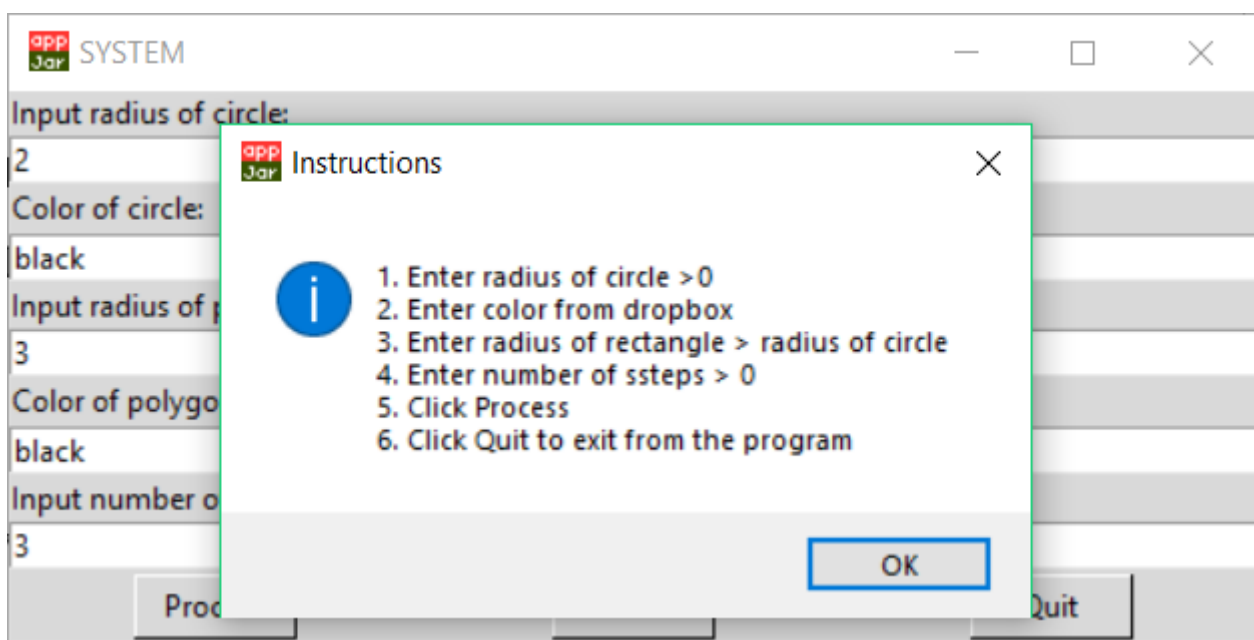 app
Jar SYSTEM
Input radius of circle:
2
Color of circle:
black
Input radius of
3
Color of
black
Input number
3
app
Jar Instructions
1. Enter radius of circle >0
2. Enter color from dropbox
3. Enter radius of rectangle > radius of circle
4. Enter number of ssteps > 0
5. Click Process
6. Click Quit to exit from the program
OK
Quit